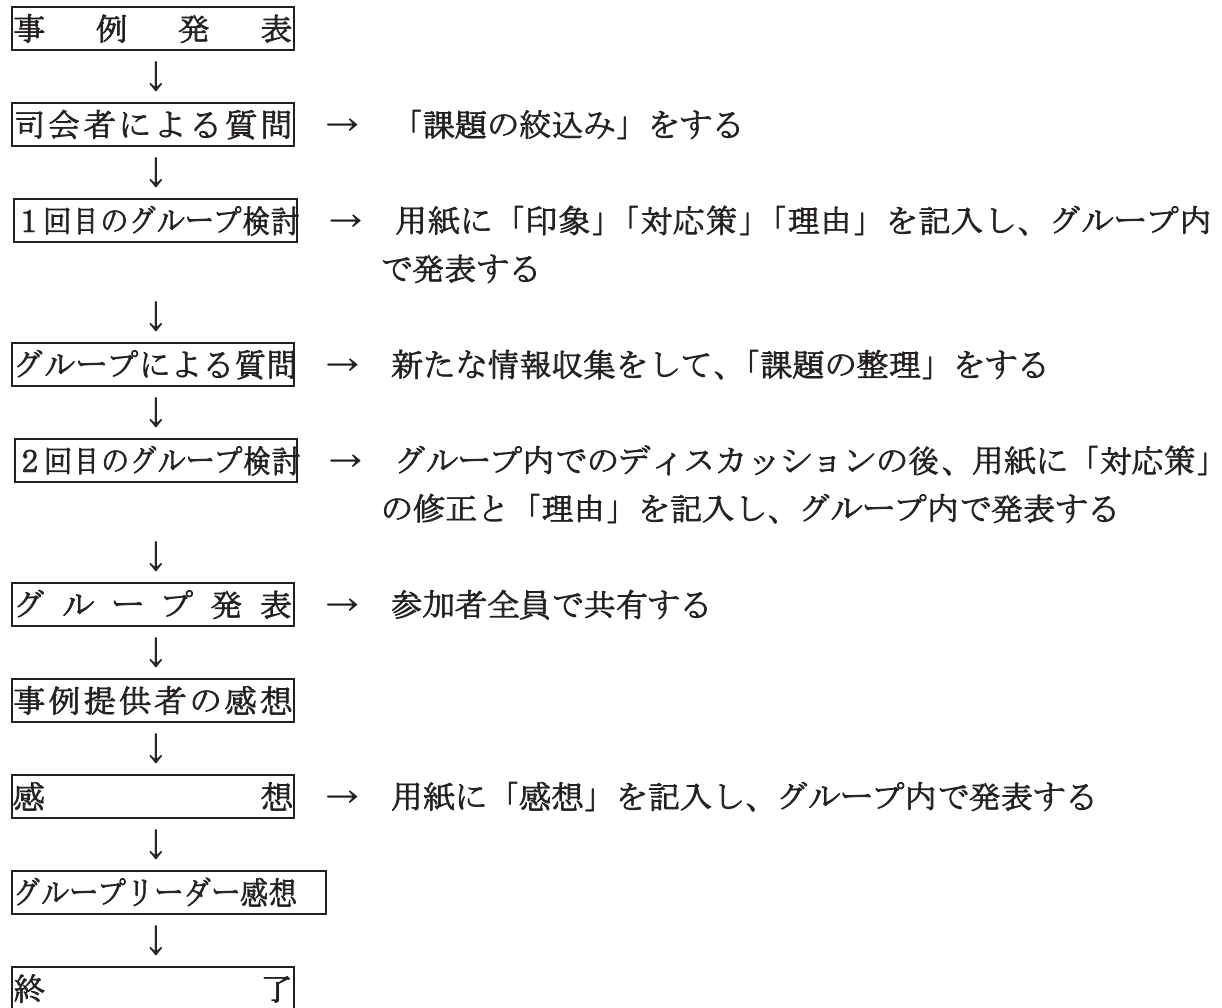 事例発表
↓
司会者による質問 → 「課題の絞込み」をする
↓
１回目のグループ検討 → 用紙に「印象」「対応策」「理由」を記入し、グループ内
で発表する
↓
グループによる質問 → 新たな情報収集をして、「課題の整理」をする
↓
２回目のグループ検討 → グループ内でのディスカッションの後、用紙に「対応策」
の修正と「理由」を記入し、グループ内で発表する
↓
グループ発表 → 参加者全員で共有する
↓
事例提供者の感想
↓
感想 → 用紙に「感想」を記入し、グループ内で発表する
↓
グループリーダー感想
↓
終了